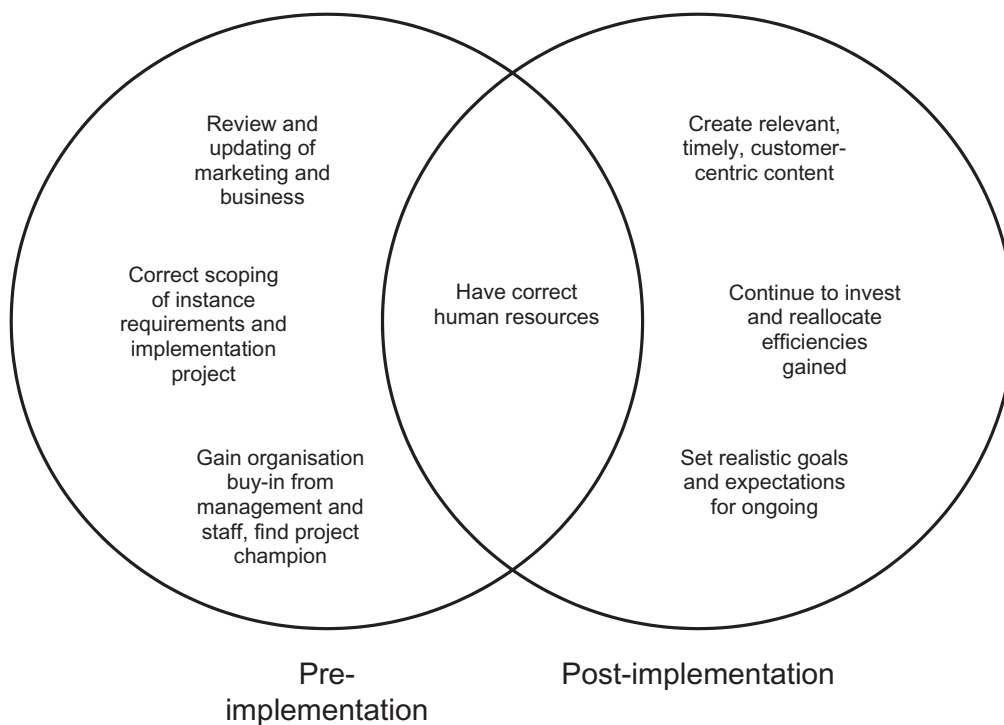 Review and
updating of
marketing and
business
Correct scoping
of instance
requirements and
implementation
project
Gain organisation
buy-in from
management and
staff, find project
champion
Have correct
human resources
Create relevant,
timely, customer-
centric content
Continue to invest
and reallocate
efficiencies
gained
Set realistic goals
and expectations
for ongoing
Pre-
implementation
Post-implementation